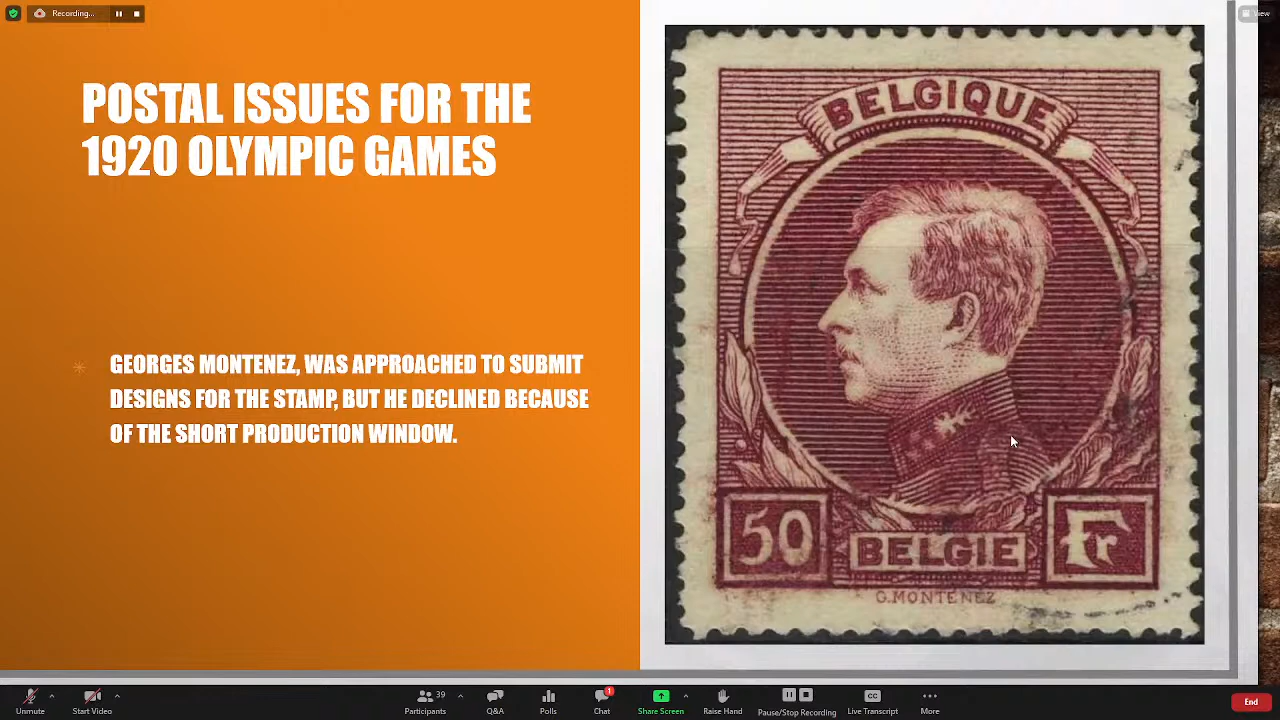 Recording...
View
POSTAL ISSUES FOR THE
1920 OLYMPIC GAMES
GEORGES MONTENEZ, WAS APPROACHED TO SUBMIT
DESIGNS FOR THE STAMP, BUT HE DECLINED BECAUSE
OF THE SHORT PRODUCTION WINDOW.
BELGIQUE
50 BELGIE Fr
G.MONTENEZ
Unmute
Start Video
39
Participants
Q&A
Polls
1
Chat
Share Screen
Raise Hand
Pause/Stop Recording
CC
Live Transcript
More
End